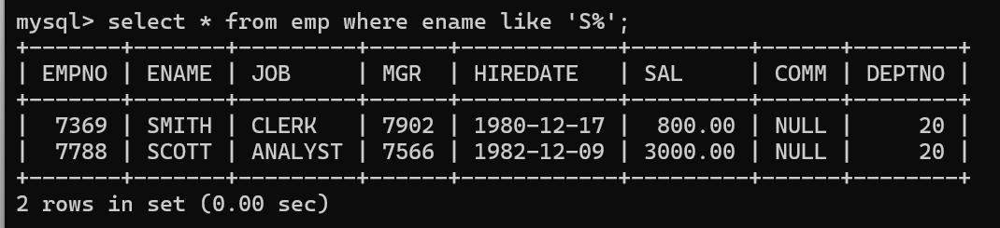 mysql> select * from emp where ename like 'S%';
+-------+-------+---------+------+------------+---------+------+--------+
| EMPNO | ENAME | JOB     | MGR  | HIREDATE   | SAL     | COMM | DEPTNO |
+-------+-------+---------+------+------------+---------+------+--------+
|  7369 | SMITH | CLERK   | 7902 | 1980-12-17 |  800.00 | NULL |     20 |
|  7788 | SCOTT | ANALYST | 7566 | 1982-12-09 | 3000.00 | NULL |     20 |
+-------+-------+---------+------+------------+---------+------+--------+
2 rows in set (0.00 sec)